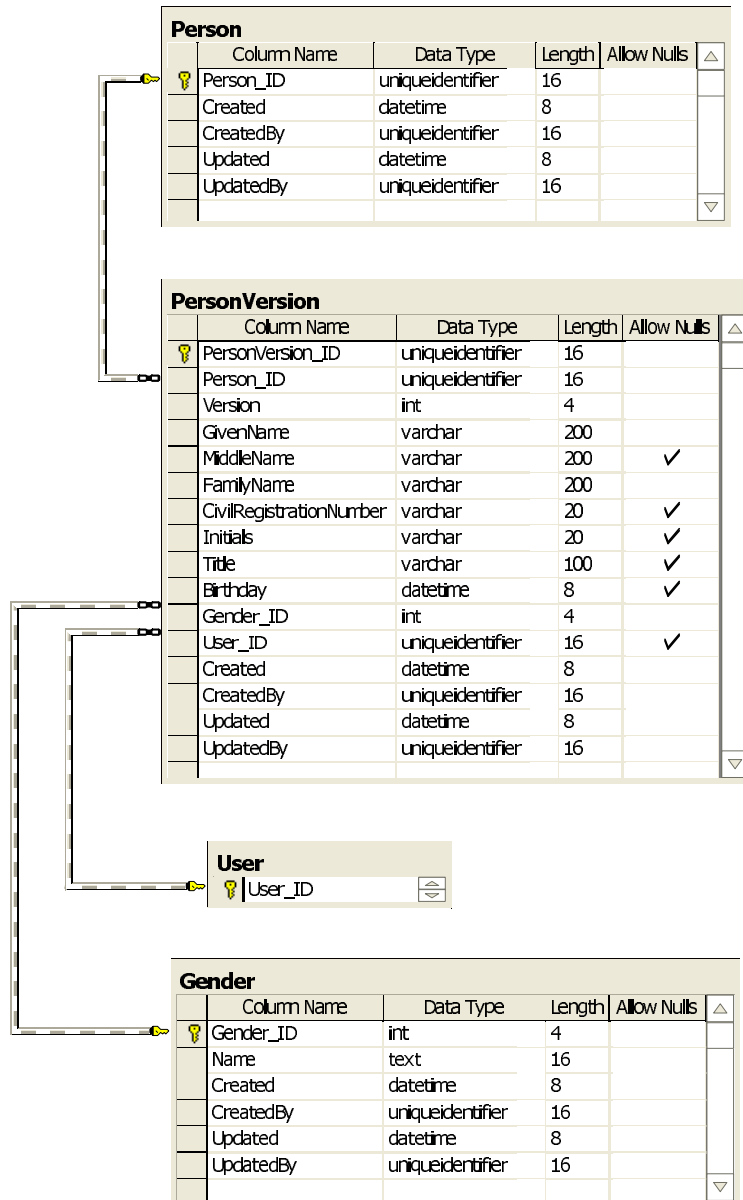 Person
Column Name Data Type Length Allow Nulls
Person_ID uniqueidentifier 16
Created datetime 8
CreatedBy uniqueidentifier 16
Updated datetime 8
UpdatedBy uniqueidentifier 16
PersonVersion
Column Name Data Type Length Allow Nulls
PersonVersion_ID uniqueidentifier 16
Person_ID uniqueidentifier 16
Version int 4
GivenName varchar 200
MiddleName varchar 200 ✓
FamilyName varchar 200
CivilRegistrationNumber varchar 20 ✓
Initials varchar 20 ✓
Title varchar 100 ✓
Birthday datetime 8 ✓
Gender_ID int 4
User_ID uniqueidentifier 16 ✓
Created datetime 8
CreatedBy uniqueidentifier 16
Updated datetime 8
UpdatedBy uniqueidentifier 16
User
User_ID
Gender
Column Name Data Type Length Allow Nulls
Gender_ID int 4
Name text 16
Created datetime 8
CreatedBy uniqueidentifier 16
Updated datetime 8
UpdatedBy uniqueidentifier 16